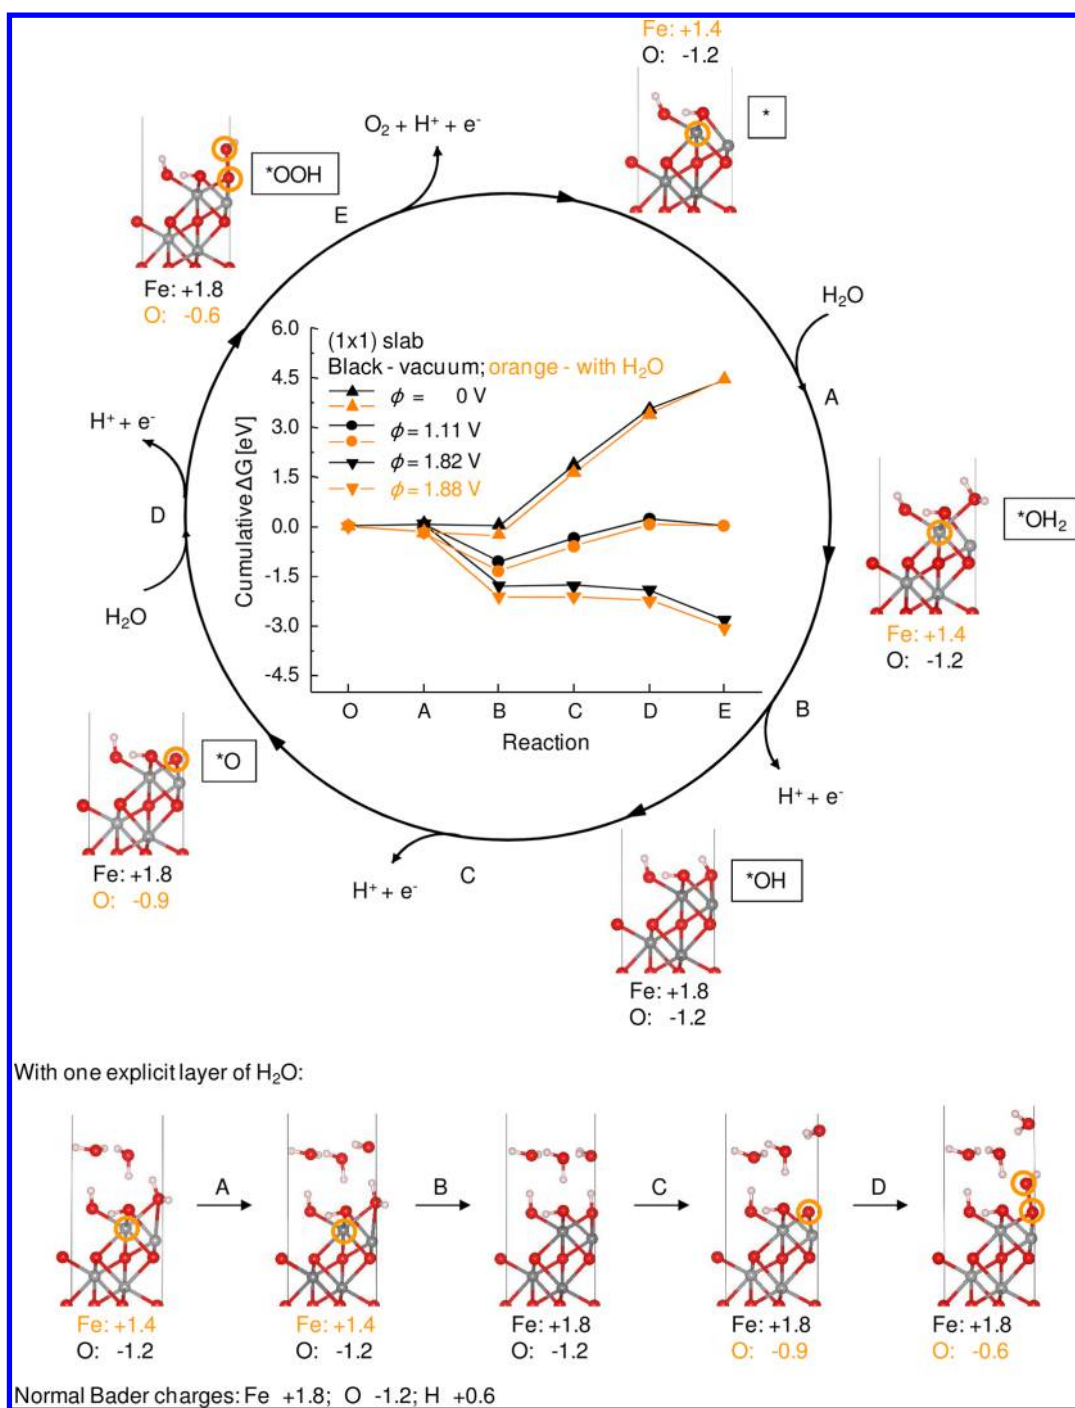 Fe: +1.4
O: -1.2
*
O₂ + H⁺ + e⁻
*OOH
E
Fe: +1.8
O: -0.6
H₂O
A
(1x1) slab
Black - vacuum; orange - with H₂O
ϕ = 0 V
ϕ = 1.11 V
ϕ = 1.82 V
ϕ = 1.88 V
6.0
4.5
3.0
1.5
0.0
-1.5
-3.0
-4.5
Cumulative ΔG [eV]
O A B C D E
Reaction
H⁺ + e⁻
D
H₂O
*OH₂
Fe: +1.4
O: -1.2
B
H⁺ + e⁻
*O
Fe: +1.8
O: -0.9
H⁺ + e⁻
C
*OH
Fe: +1.8
O: -1.2
With one explicit layer of H₂O:
A B C D
Fe: +1.4 Fe: +1.4 Fe: +1.8 Fe: +1.8 Fe: +1.8
O: -1.2 O: -1.2 O: -1.2 O: -0.9 O: -0.6
Normal Bader charges: Fe +1.8; O -1.2; H +0.6